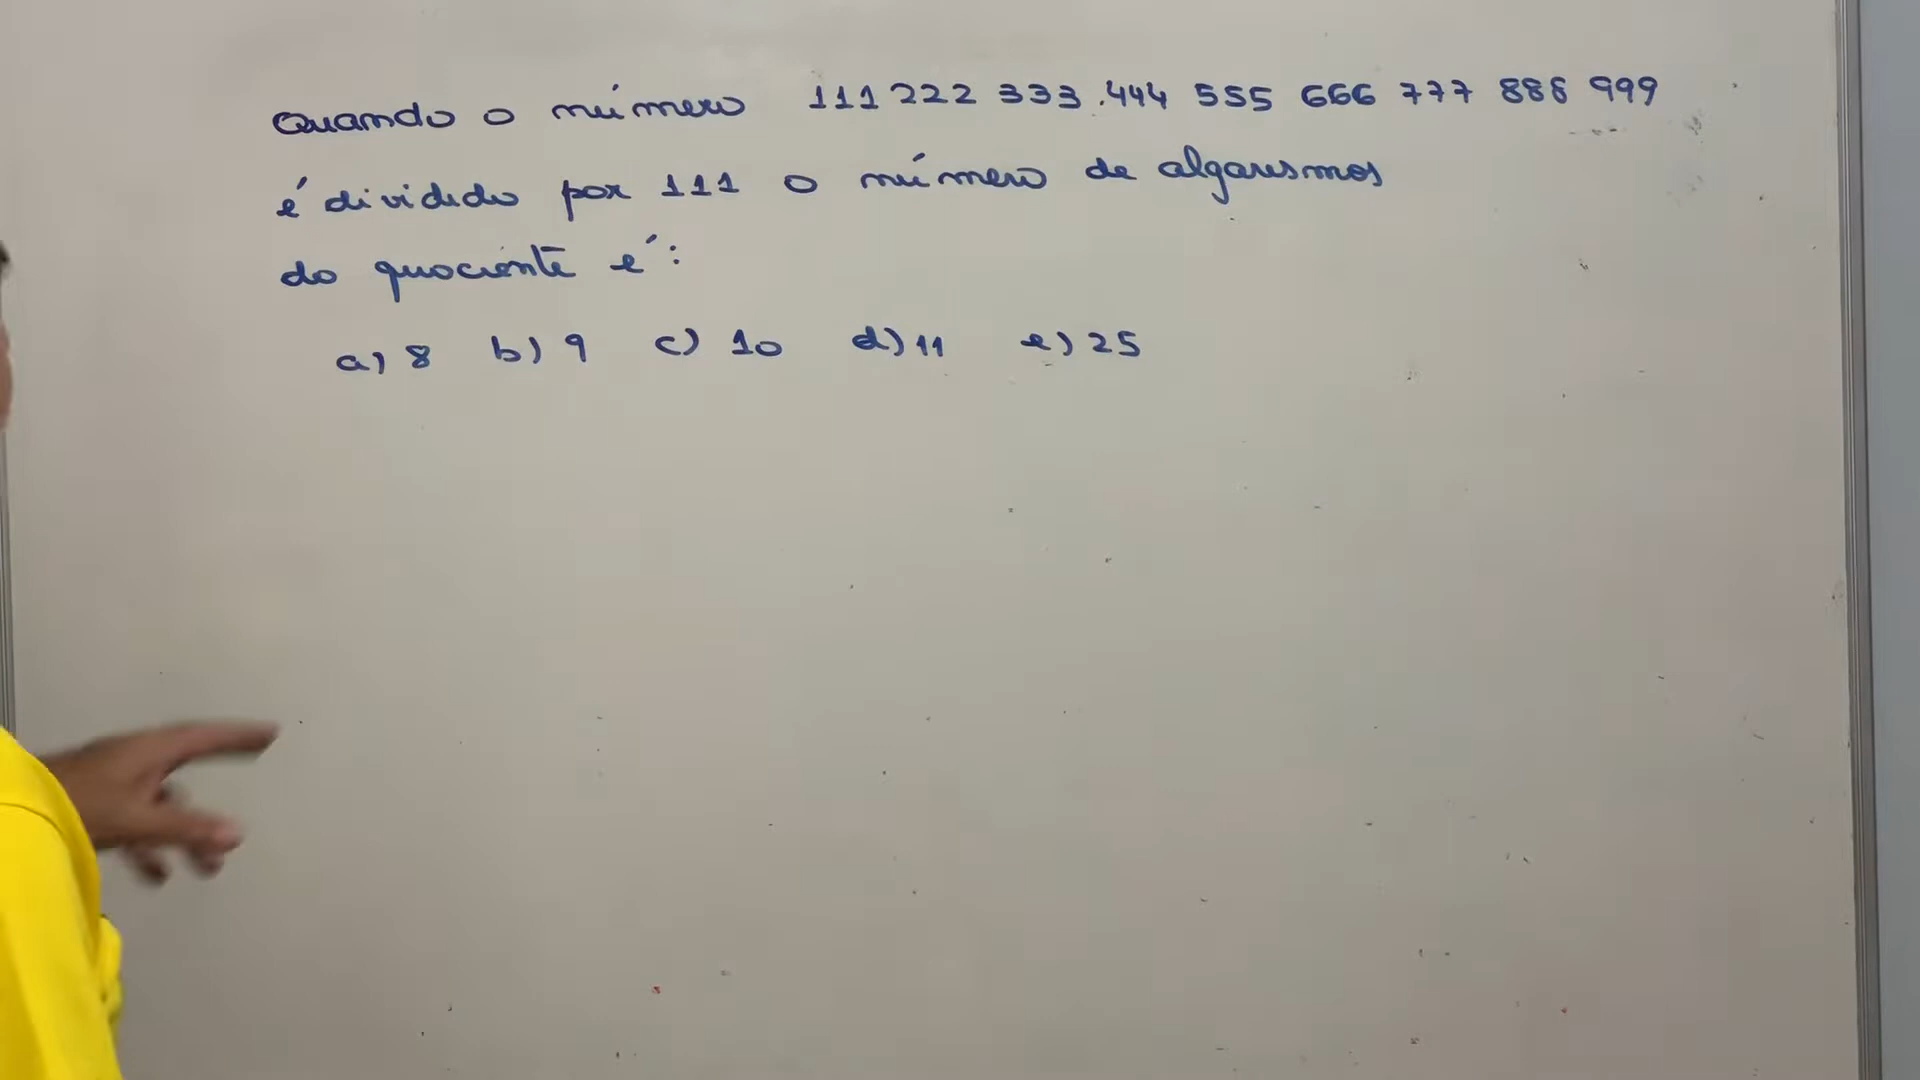 Quando o número 111 222 333.444 555 666 777 888 999
é dividido por 111 o número de algarismos
do quociente é:
a) 8 b) 9 c) 10 d) 11 e) 25